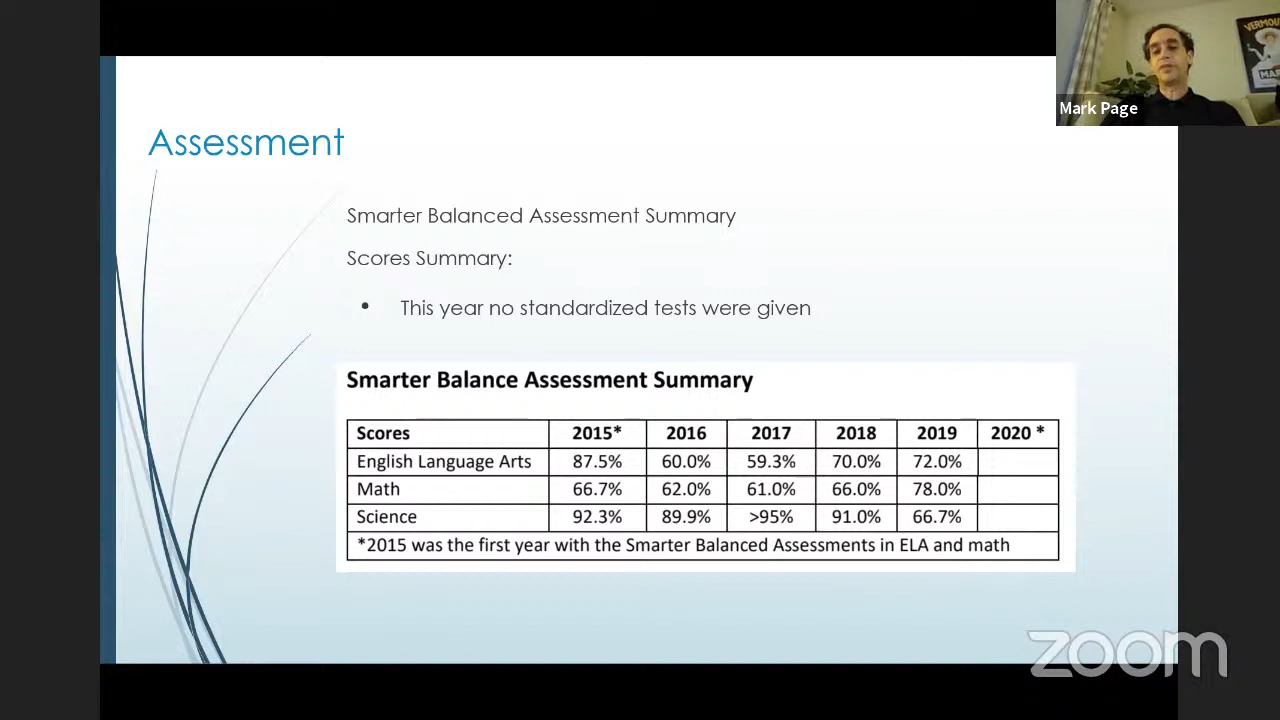 Mark Page
VERMOU
MAR
Assessment
Smarter Balanced Assessment Summary
Scores Summary:
• This year no standardized tests were given
Smarter Balance Assessment Summary
Scores 2015* 2016 2017 2018 2019 2020 *
English Language Arts 87.5% 60.0% 59.3% 70.0% 72.0%
Math 66.7% 62.0% 61.0% 66.0% 78.0%
Science 92.3% 89.9% >95% 91.0% 66.7%
*2015 was the first year with the Smarter Balanced Assessments in ELA and math
zoom